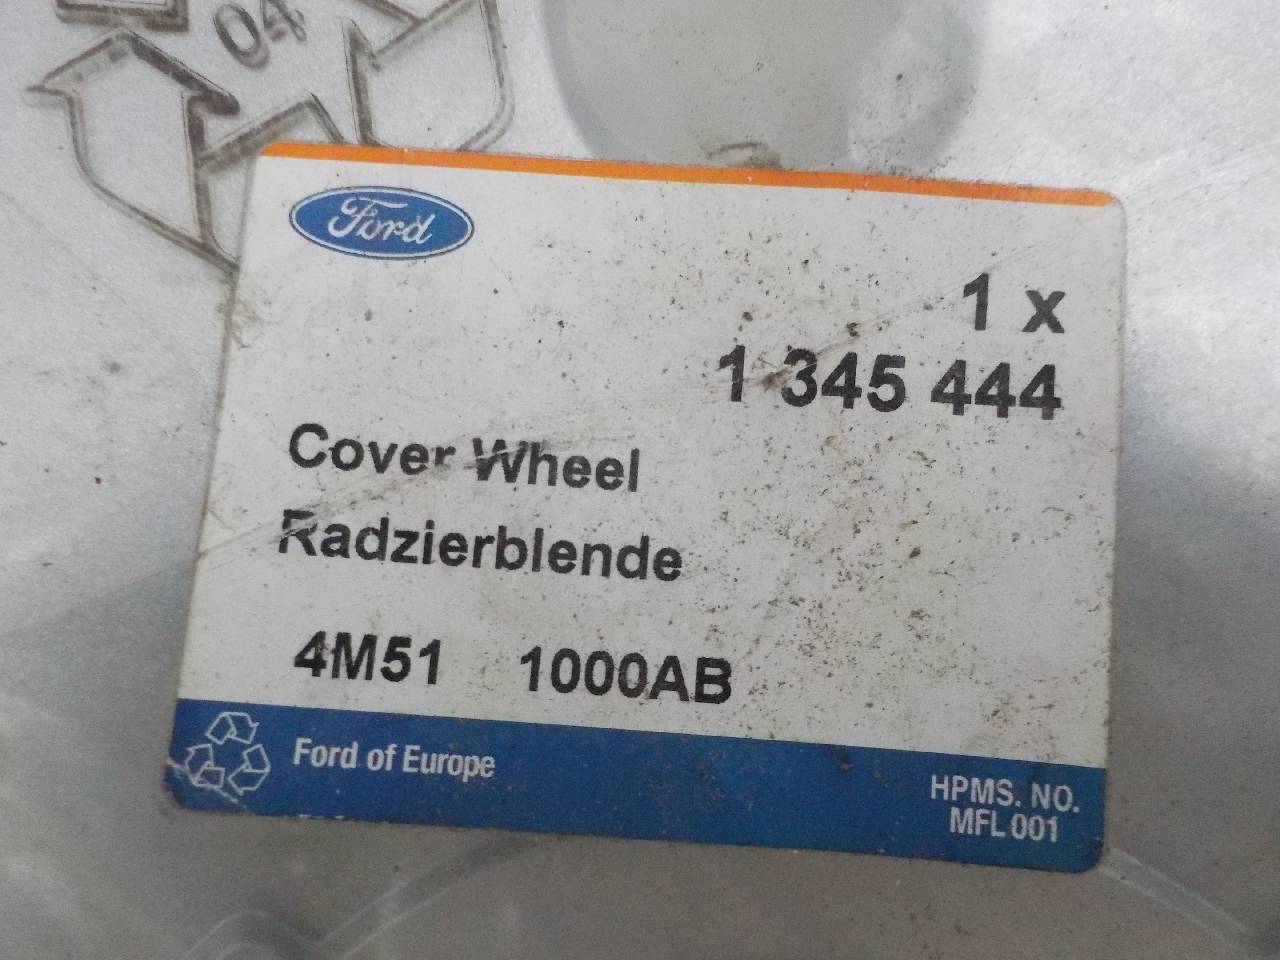 04
Ford
1 x
1 345 444
Cover Wheel
Radzierblende
4M51 1000AB
Ford of Europe
HPMS. NO.
MFL 001